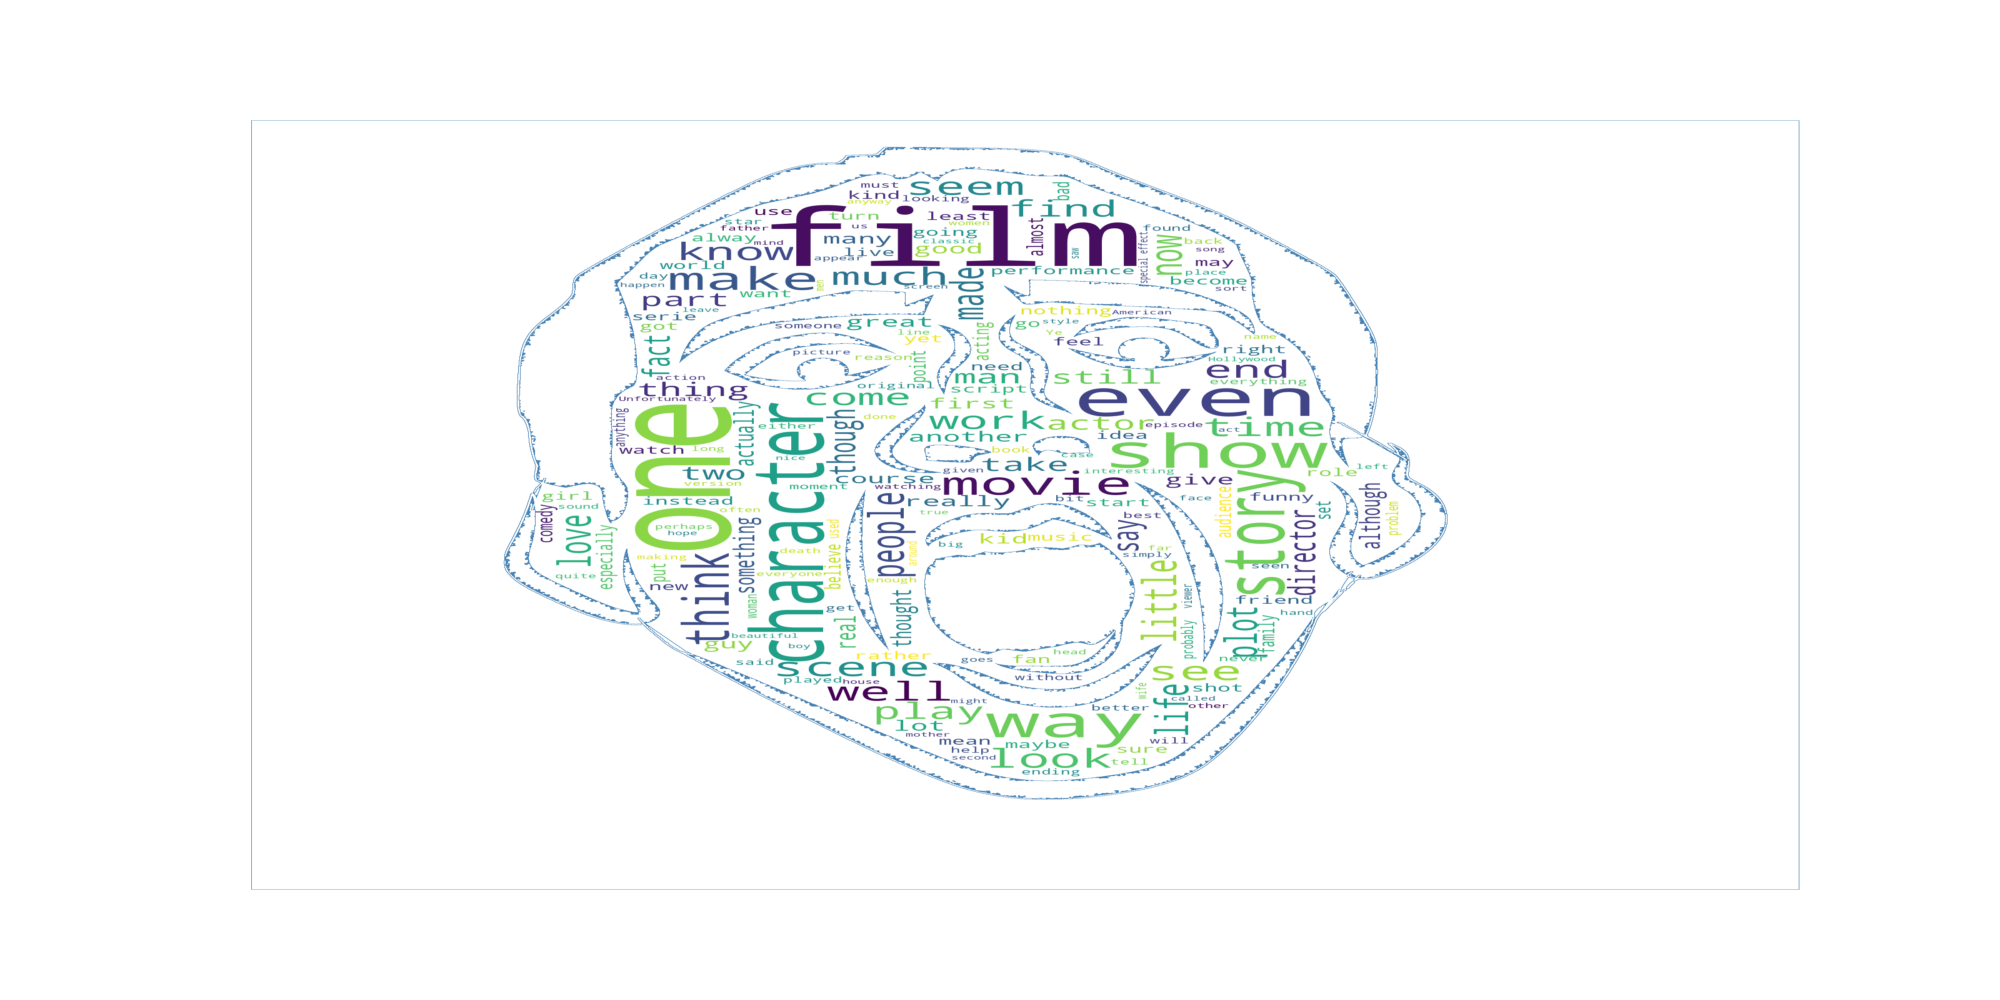 must
seem
bad
kind
looking
anyway
use
film
turn
least
find
star
us
women
father
going
almost
found
alway
mind
many
classic
special effect
now
back
know
live
good
saw
song
appear
world
may
day
make
much
made
performance
place
happen
men
screen
become
want
sort
part
leave
serie
nothing
American
got
someone
great
go
style
line
Ye
yet
acting
feel
name
fact
picture
reason
point
right
Hollywood
action
need
end
original
man
still
everything
thing
script
Unfortunately
come
first
even
one
character
though
done
anything
actually
either
work
actor
episode
act
time
another
idea
watch
long
book
case
show
nice
two
given
take
interesting
role
left
version
course
moment
watching
movie
give
girl
instead
people
really
bit
start
face
story
funny
sound
often
true
audience
set
although
problem
comedy
love
perhaps
hope
something
used
best
say
director
especially
making
death
big
kid
music
simply
far
around
seen
quite
put
new
think
everyone
believe
enough
little
viewer
friend
woman
get
thought
plot
hand
beautiful
real
probably
family
guy
boy
rather
goes
fan
head
never
said
scene
see
played
house
without
wife
life
shot
well
might
called
play
way
better
other
lot
mother
mean
maybe
will
help
sure
second
look
tell
ending